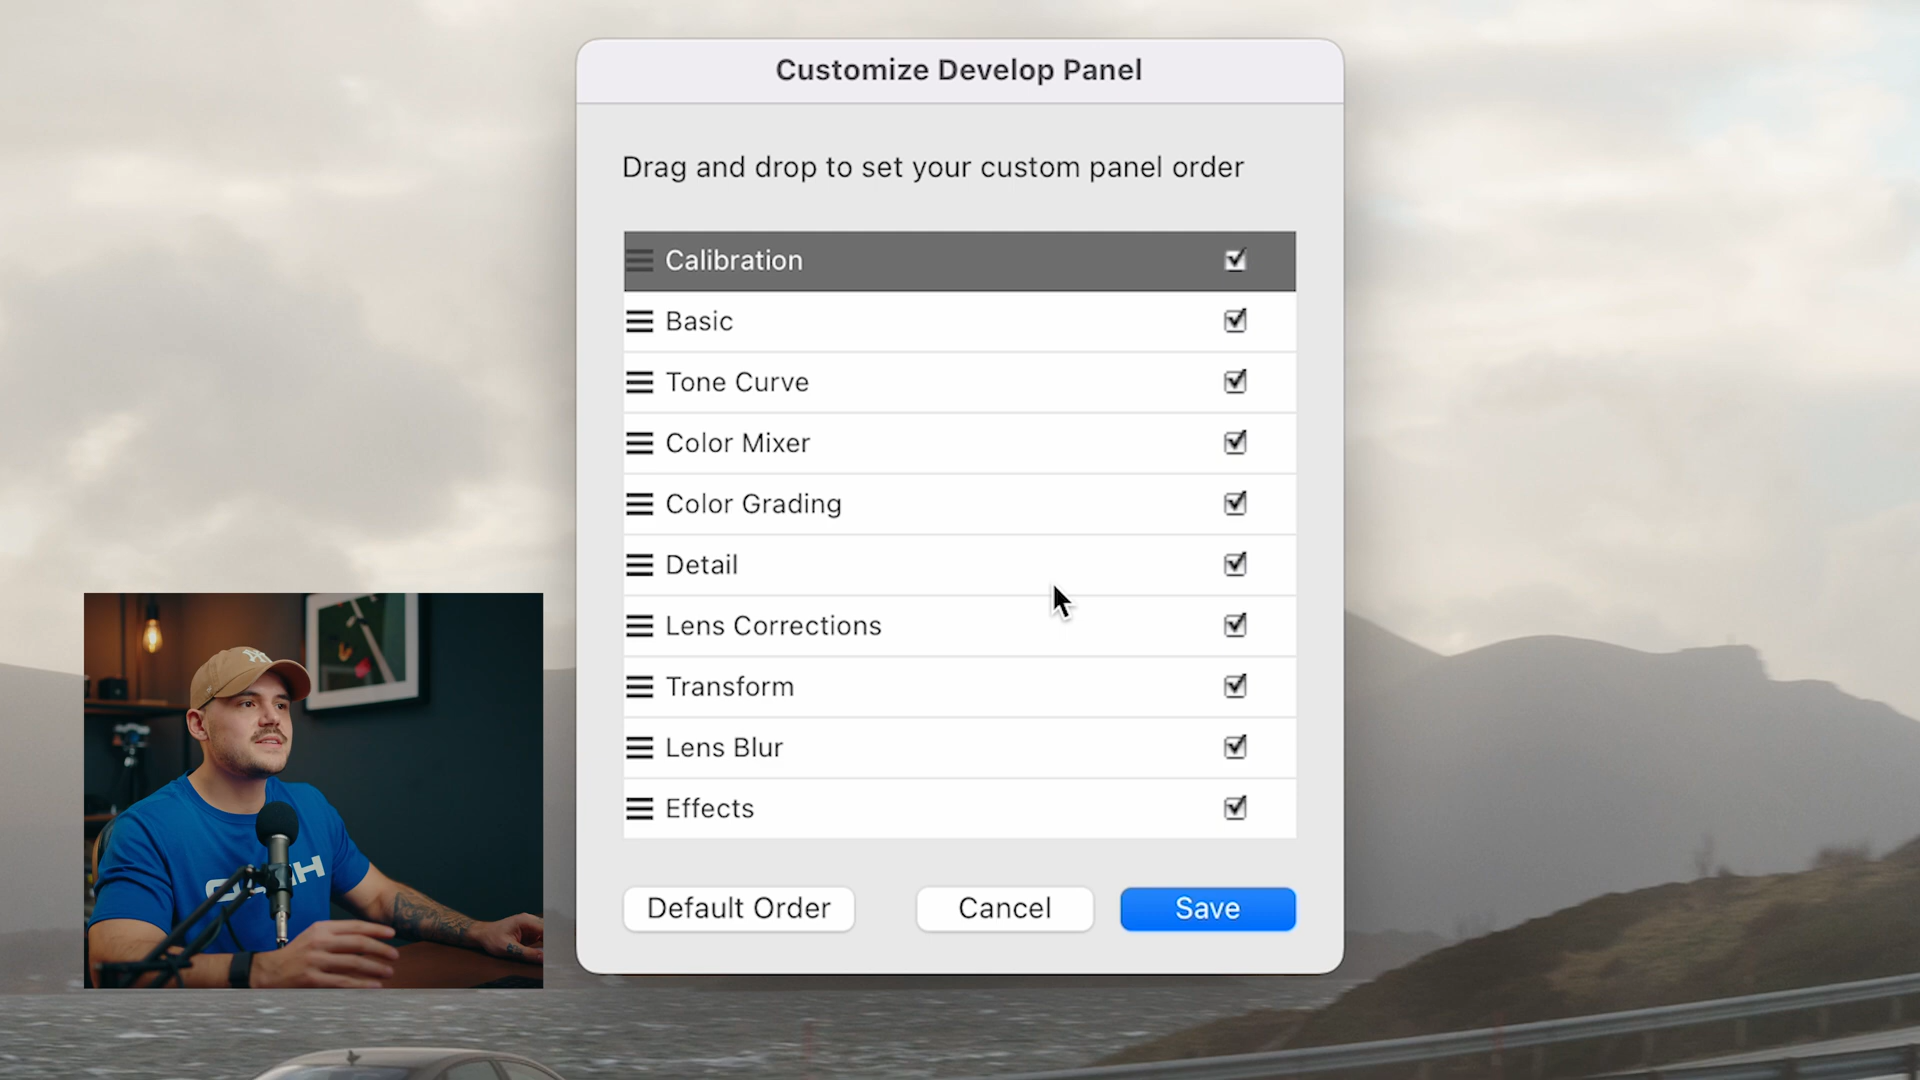 Customize Develop Panel
Drag and drop to set your custom panel order
Calibration
Basic
Tone Curve
Color Mixer
Color Grading
Detail
Lens Corrections
Transform
Lens Blur
Effects
Default Order
Cancel
Save